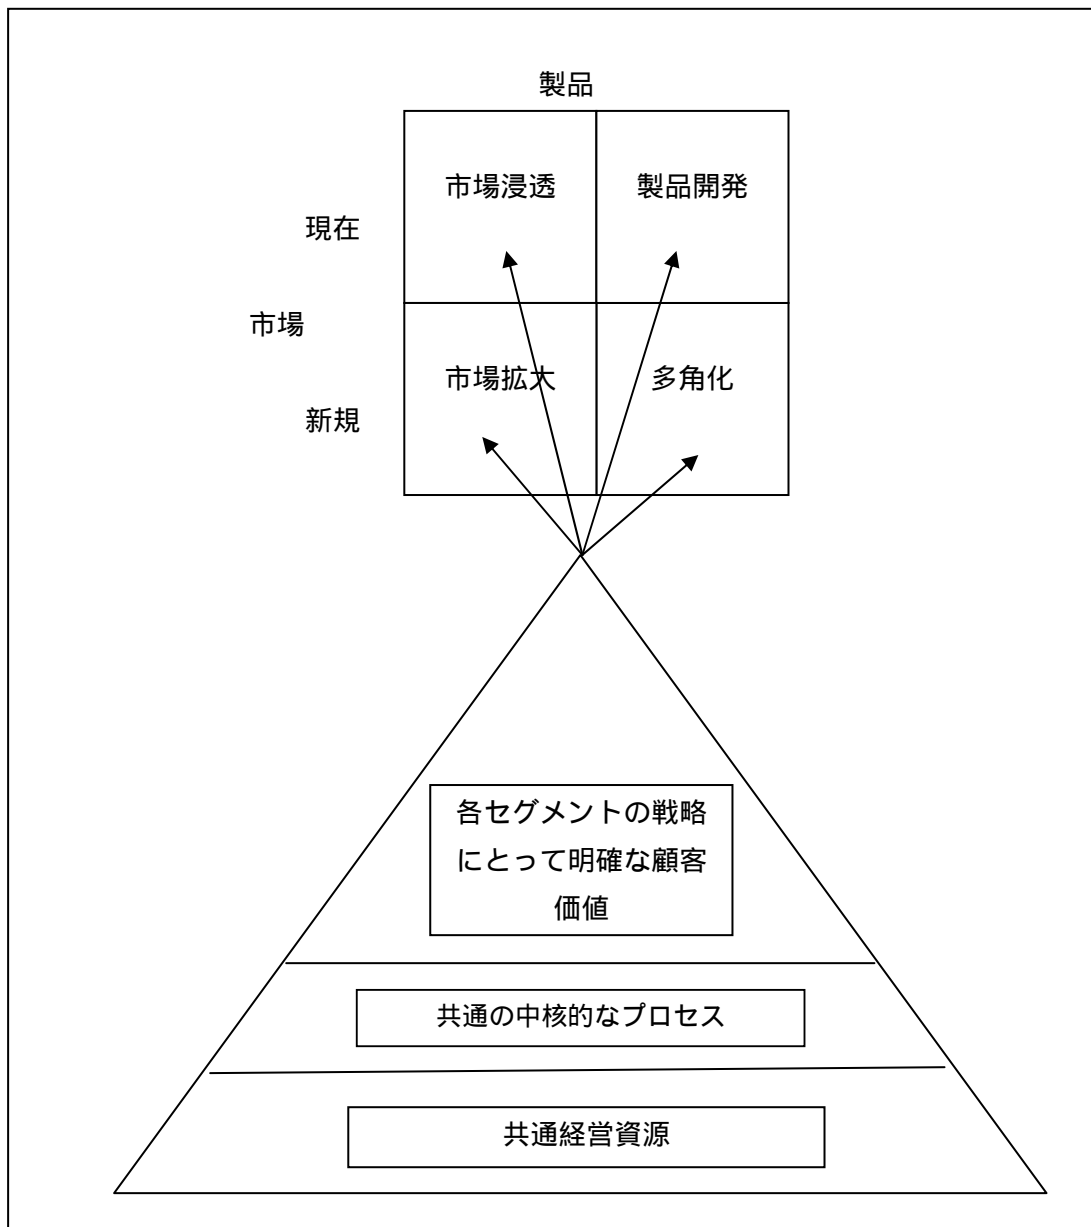 製品
市場浸透
製品開発
現在
市場
市場拡大
多角化
新規
各セグメントの戦略
にとって明確な顧客
価値
共通の中核的なプロセス
共通経営資源